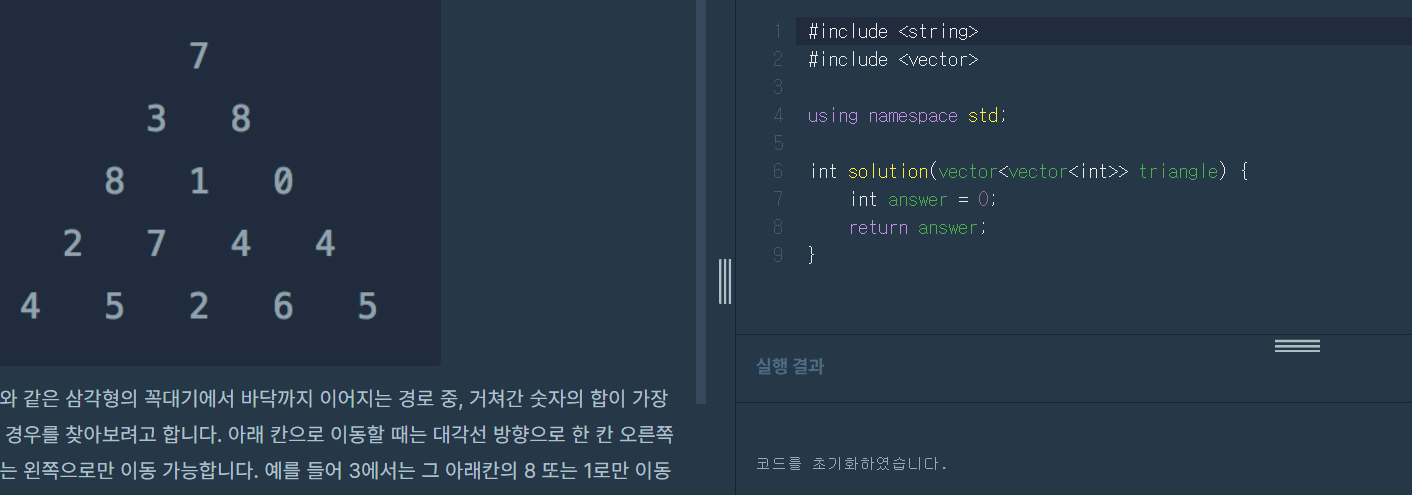 7
3 8
8 1 0
2 7 4 4
4 5 2 6 5
와 같은 삼각형의 꼭대기에서 바닥까지 이어지는 경로 중, 거쳐간 숫자의 합이 가장
경우를 찾아보려고 합니다. 아래 칸으로 이동할 때는 대각선 방향으로 한 칸 오른쪽
는 왼쪽으로만 이동 가능합니다. 예를 들어 3에서는 그 아래칸의 8 또는 1로만 이동
1 #include <string>
2 #include <vector>
3
4 using namespace std;
5
6 int solution(vector<vector<int>> triangle) {
7     int answer = 0;
8     return answer;
9 }
실행 결과
코드를 초기화하였습니다.